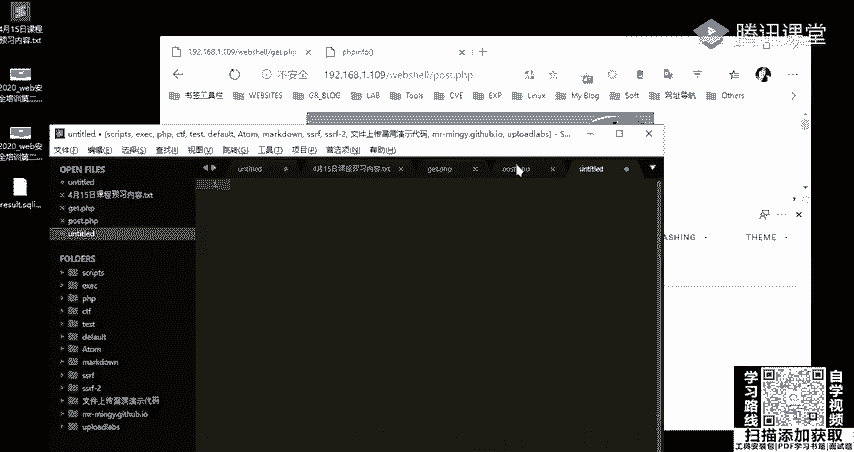 4月15日课程
预习内容.txt
2020_web安
全培训第二...
2020_web安
全培训第二...
result.sqli...
腾讯课堂
192.168.1.109/webshell/get.php
phpinfo()
不安全 192.168.1.109/webshell/post.php
书签工具栏 WEBSITES GR_BLOG LAB Tools CVE EXP Linux My Blog Soft 网址导航 Others
untitled • (scripts, exec, php, ctf, test, default, Atom, markdown, ssrf, ssrf-2, 文件上传漏洞演示代码, mr-mingy.github.io, uploadlabs) - S...
文件(F) 编辑(E) 选择(S) 查找(I) 视图(V) 跳转(G) 工具(T) 项目(P) 首选项(N) 帮助(H)
OPEN FILES
untitled
4月15日课程预习内容.txt
get.php
post.php
untitled
untitled
4月15日课程预习内容.txt
get.php
post.php
untitled
1
FOLDERS
scripts
exec
php
ctf
test
default
Atom
markdown
ssrf
ssrf-2
文件上传漏洞演示代码
mr-mingy.github.io
uploadlabs
THEME
学习路线
自学视频
扫描添加获取
工具安装包|PDF学习书籍|面试题